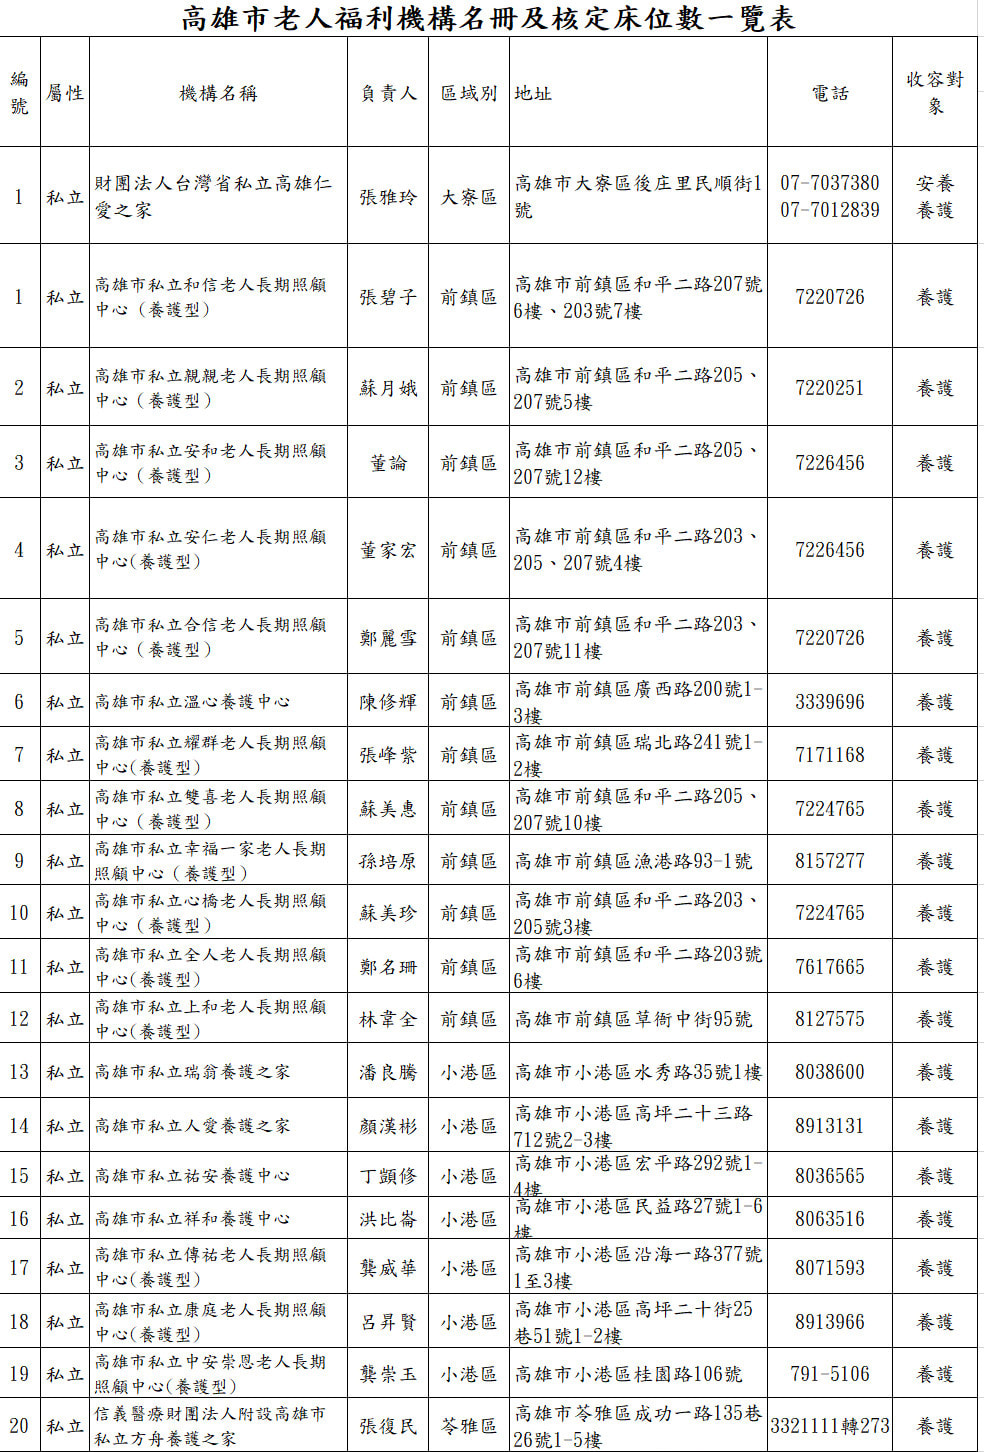 高雄市老人福利機構名冊及核定床位數一覽表
編號 屬性 機構名稱 負責人 區域別 地址 電話 收容對象
1 私立 財團法人台灣省私立高雄仁愛之家 張雅玲 大寮區 高雄市大寮區後庄里民順街1號 07-7037380 07-7012839 安養 養護
1 私立 高雄市私立和信老人長期照顧中心（養護型） 張碧子 前鎮區 高雄市前鎮區和平二路207號6樓、203號7樓 7220726 養護
2 私立 高雄市私立親親老人長期照顧中心（養護型） 蘇月娥 前鎮區 高雄市前鎮區和平二路205、207號5樓 7220251 養護
3 私立 高雄市私立安和老人長期照顧中心（養護型） 董論 前鎮區 高雄市前鎮區和平二路205、207號12樓 7226456 養護
4 私立 高雄市私立安仁老人長期照顧中心(養護型) 董家宏 前鎮區 高雄市前鎮區和平二路203、205、207號4樓 7226456 養護
5 私立 高雄市私立合信老人長期照顧中心（養護型） 鄭麗雪 前鎮區 高雄市前鎮區和平二路203、207號11樓 7220726 養護
6 私立 高雄市私立溫心養護中心 陳修輝 前鎮區 高雄市前鎮區廣西路200號1-3樓 3339696 養護
7 私立 高雄市私立耀群老人長期照顧中心(養護型) 張峰紫 前鎮區 高雄市前鎮區瑞北路241號1-2樓 7171168 養護
8 私立 高雄市私立雙喜老人長期照顧中心（養護型） 蘇美惠 前鎮區 高雄市前鎮區和平二路205、207號10樓 7224765 養護
9 私立 高雄市私立幸福一家老人長期照顧中心（養護型） 孫培原 前鎮區 高雄市前鎮區漁港路93-1號 8157277 養護
10 私立 高雄市私立心橋老人長期照顧中心（養護型） 蘇美珍 前鎮區 高雄市前鎮區和平二路203、205號3樓 7224765 養護
11 私立 高雄市私立全人老人長期照顧中心(養護型) 鄭名珊 前鎮區 高雄市前鎮區和平二路203號6樓 7617665 養護
12 私立 高雄市私立上和老人長期照顧中心(養護型) 林韋全 前鎮區 高雄市前鎮區草衙中街95號 8127575 養護
13 私立 高雄市私立瑞翁養護之家 潘良騰 小港區 高雄市小港區水秀路35號1樓 8038600 養護
14 私立 高雄市私立人愛養護之家 顏漢彬 小港區 高雄市小港區高坪二十三路712號2-3樓 8913131 養護
15 私立 高雄市私立祐安養護中心 丁顗修 小港區 高雄市小港區宏平路292號1-4樓 8036565 養護
16 私立 高雄市私立祥和養護中心 洪比崙 小港區 高雄市小港區民益路27號1-6樓 8063516 養護
17 私立 高雄市私立傳祐老人長期照顧中心(養護型) 龔威華 小港區 高雄市小港區沿海一路377號1至3樓 8071593 養護
18 私立 高雄市私立康庭老人長期照顧中心(養護型) 呂昇賢 小港區 高雄市小港區高坪二十街25巷51號1-2樓 8913966 養護
19 私立 高雄市私立中安崇恩老人長期照顧中心(養護型) 龔崇玉 小港區 高雄市小港區桂園路106號 791-5106 養護
20 私立 信義醫療財團法人附設高雄市私立方舟養護之家 張復民 苓雅區 高雄市苓雅區成功一路135巷26號1-5樓 3321111轉273 養護